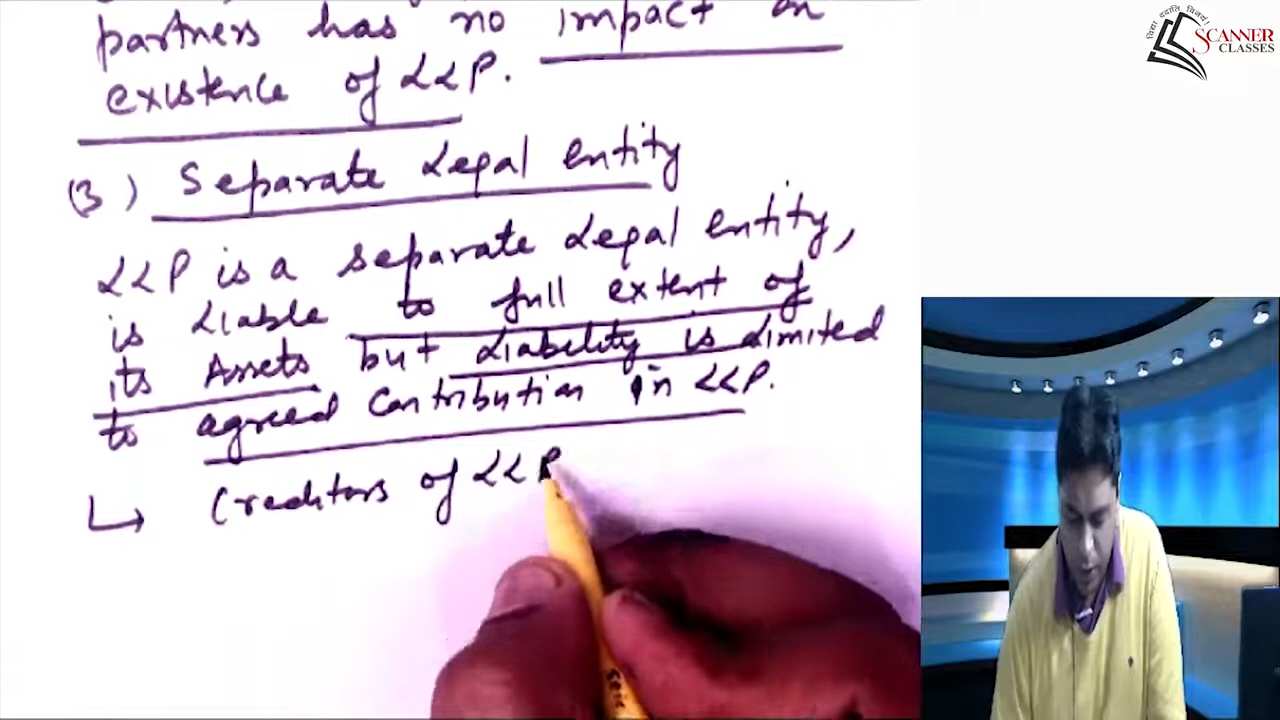 partners has no impact on
existence of LLP.
(3) Separate Legal entity
LLP is a separate Legal entity,
is Liable to full extent of
its Assets but Liability is Limited
to agreed Contribution in LLP.
↳ Creditors of LLP
विद्या ददाति विनयं।
SCANNER
CLASSES